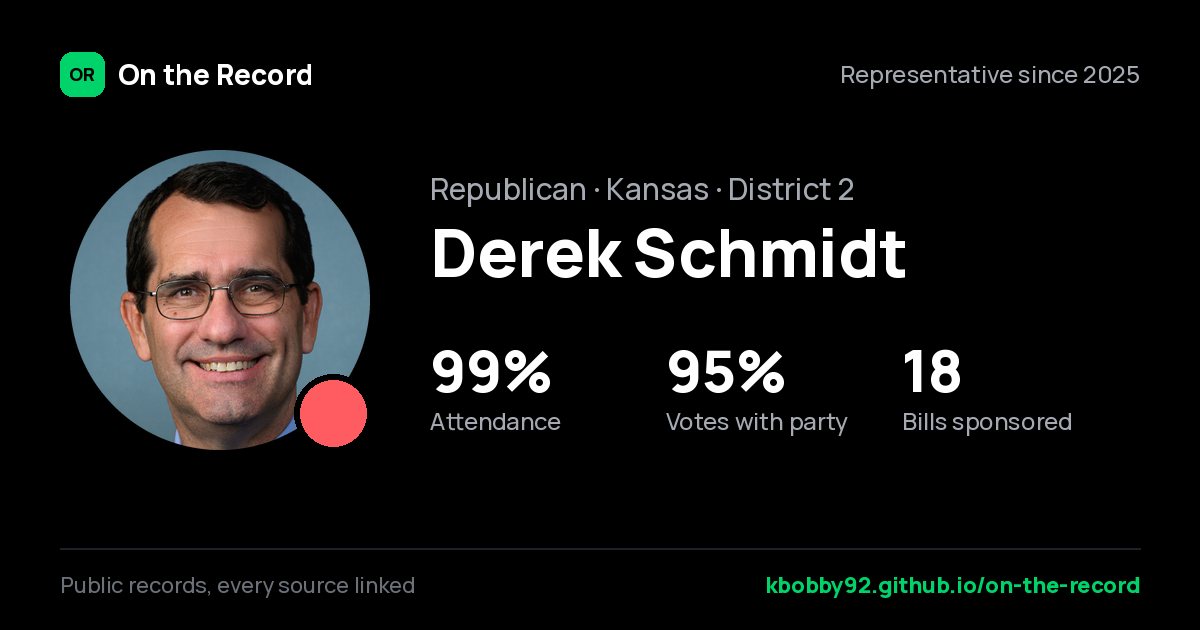 OR On the Record
Representative since 2025
Republican · Kansas · District 2
Derek Schmidt
99% 95% 18
Attendance Votes with party Bills sponsored
Public records, every source linked
kbobby92.github.io/on-the-record